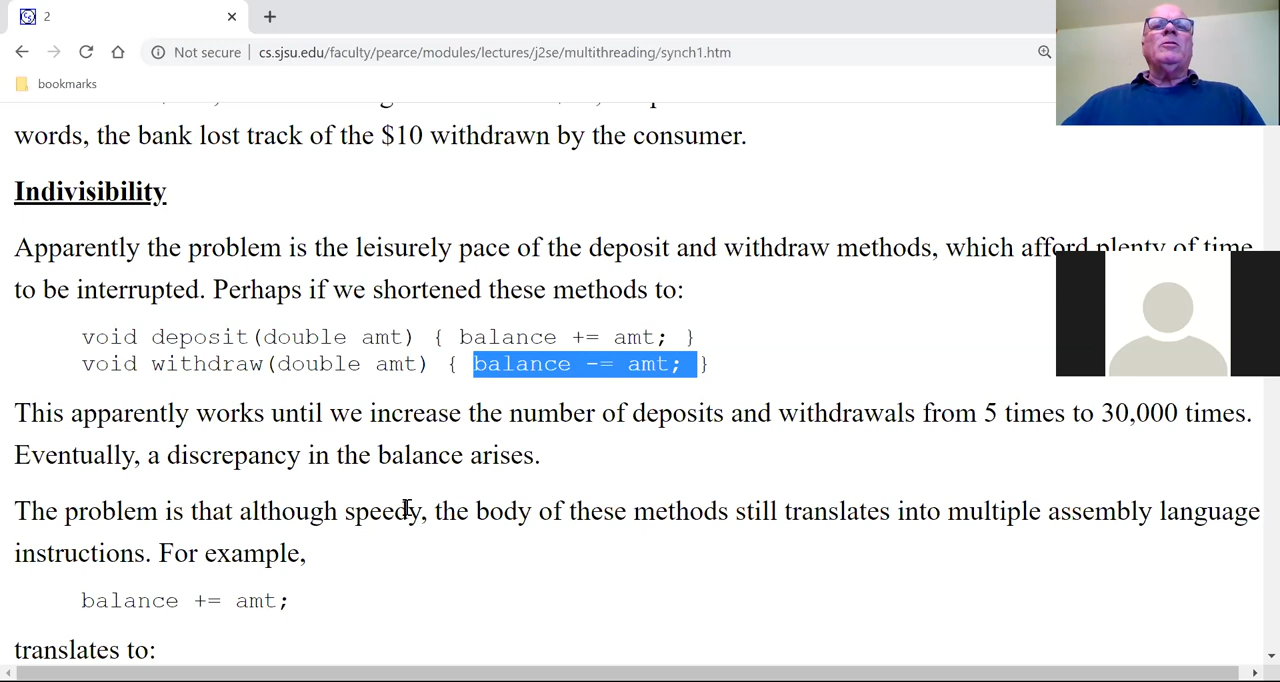 2
Not secure
cs.sjsu.edu/faculty/pearce/modules/lectures/j2se/multithreading/synch1.htm
bookmarks
words, the bank lost track of the $10 withdrawn by the consumer.
Indivisibility
Apparently the problem is the leisurely pace of the deposit and withdraw methods, which afford plenty of time
to be interrupted. Perhaps if we shortened these methods to:
void deposit(double amt) { balance += amt; }
void withdraw(double amt) { balance -= amt; }
This apparently works until we increase the number of deposits and withdrawals from 5 times to 30,000 times.
Eventually, a discrepancy in the balance arises.
The problem is that although speedy, the body of these methods still translates into multiple assembly language
instructions. For example,
balance += amt;
translates to: